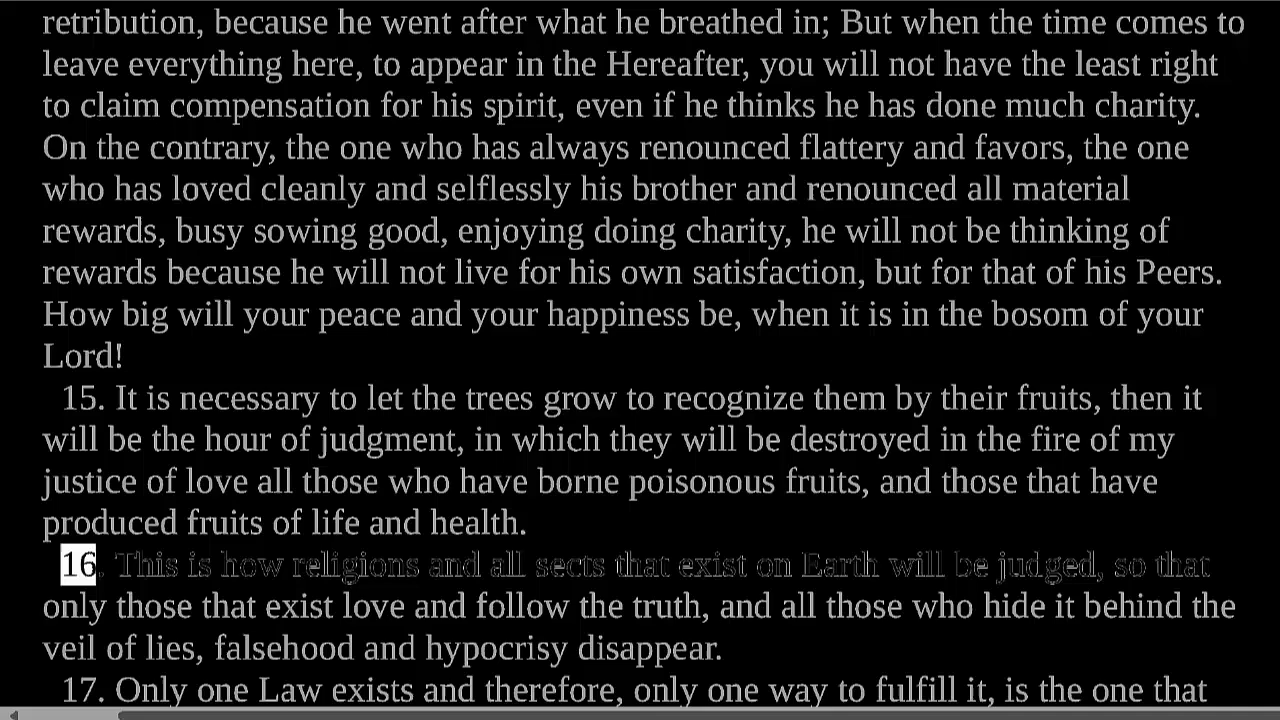 retribution, because he went after what he breathed in; But when the time comes to
leave everything here, to appear in the Hereafter, you will not have the least right
to claim compensation for his spirit, even if he thinks he has done much charity.
On the contrary, the one who has always renounced flattery and favors, the one
who has loved cleanly and selflessly his brother and renounced all material
rewards, busy sowing good, enjoying doing charity, he will not be thinking of
rewards because he will not live for his own satisfaction, but for that of his Peers.
How big will your peace and your happiness be, when it is in the bosom of your
Lord!
15. It is necessary to let the trees grow to recognize them by their fruits, then it
will be the hour of judgment, in which they will be destroyed in the fire of my
justice of love all those who have borne poisonous fruits, and those that have
produced fruits of life and health.
16. This is how religions and all sects that exist on Earth will be judged, so that
only those that exist love and follow the truth, and all those who hide it behind the
veil of lies, falsehood and hypocrisy disappear.
17. Only one Law exists and therefore, only one way to fulfill it, is the one that